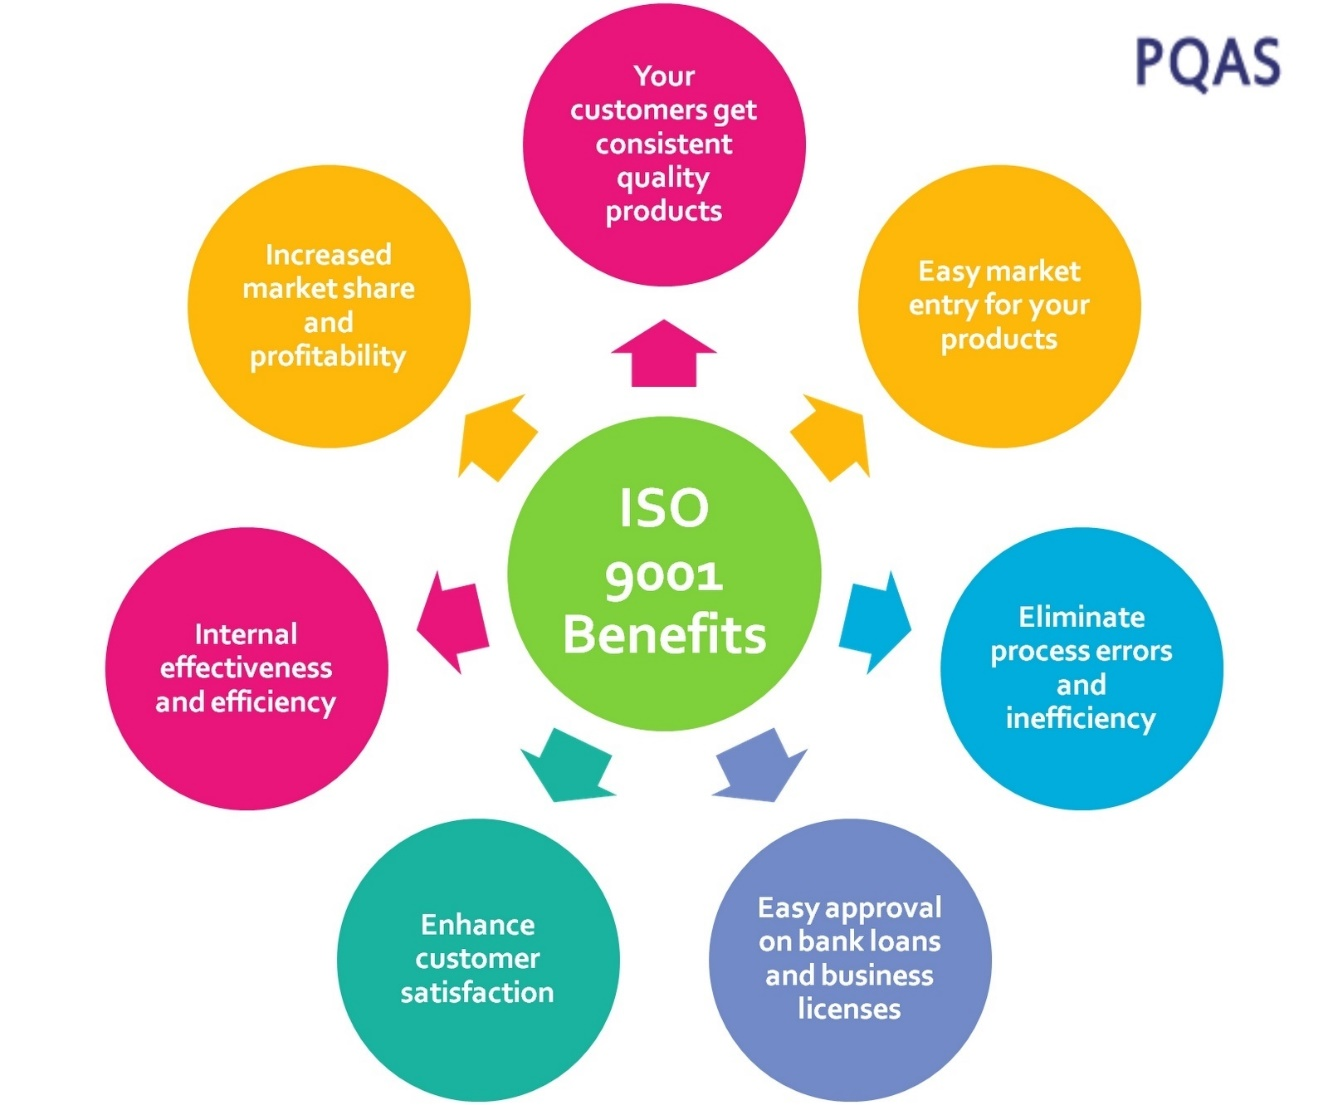 PQAS
Your
customers get
consistent
quality
products
Easy market
entry for your
products
Eliminate
process errors
and
inefficiency
Easy approval
on bank loans
and business
licenses
Enhance
customer
satisfaction
Internal
effectiveness
and efficiency
Increased
market share
and
profitability
ISO
9001
Benefits